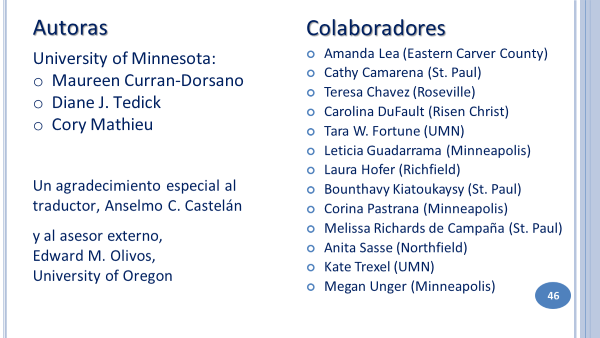 Autoras
University of Minnesota:
o Maureen Curran-Dorsano
o Diane J. Tedick
o Cory Mathieu
Un agradecimiento especial al
traductor, Anselmo C. Castelán
y al asesor externo,
Edward M. Olivos,
University of Oregon
Colaboradores
o Amanda Lea (Eastern Carver County)
o Cathy Camarena (St. Paul)
o Teresa Chavez (Roseville)
o Carolina DuFault (Risen Christ)
o Tara W. Fortune (UMN)
o Leticia Guadarrama (Minneapolis)
o Laura Hofer (Richfield)
o Bounthavy Kiatoukaysy (St. Paul)
o Corina Pastrana (Minneapolis)
o Melissa Richards de Campaña (St. Paul)
o Anita Sasse (Northfield)
o Kate Trexel (UMN)
o Megan Unger (Minneapolis)
46